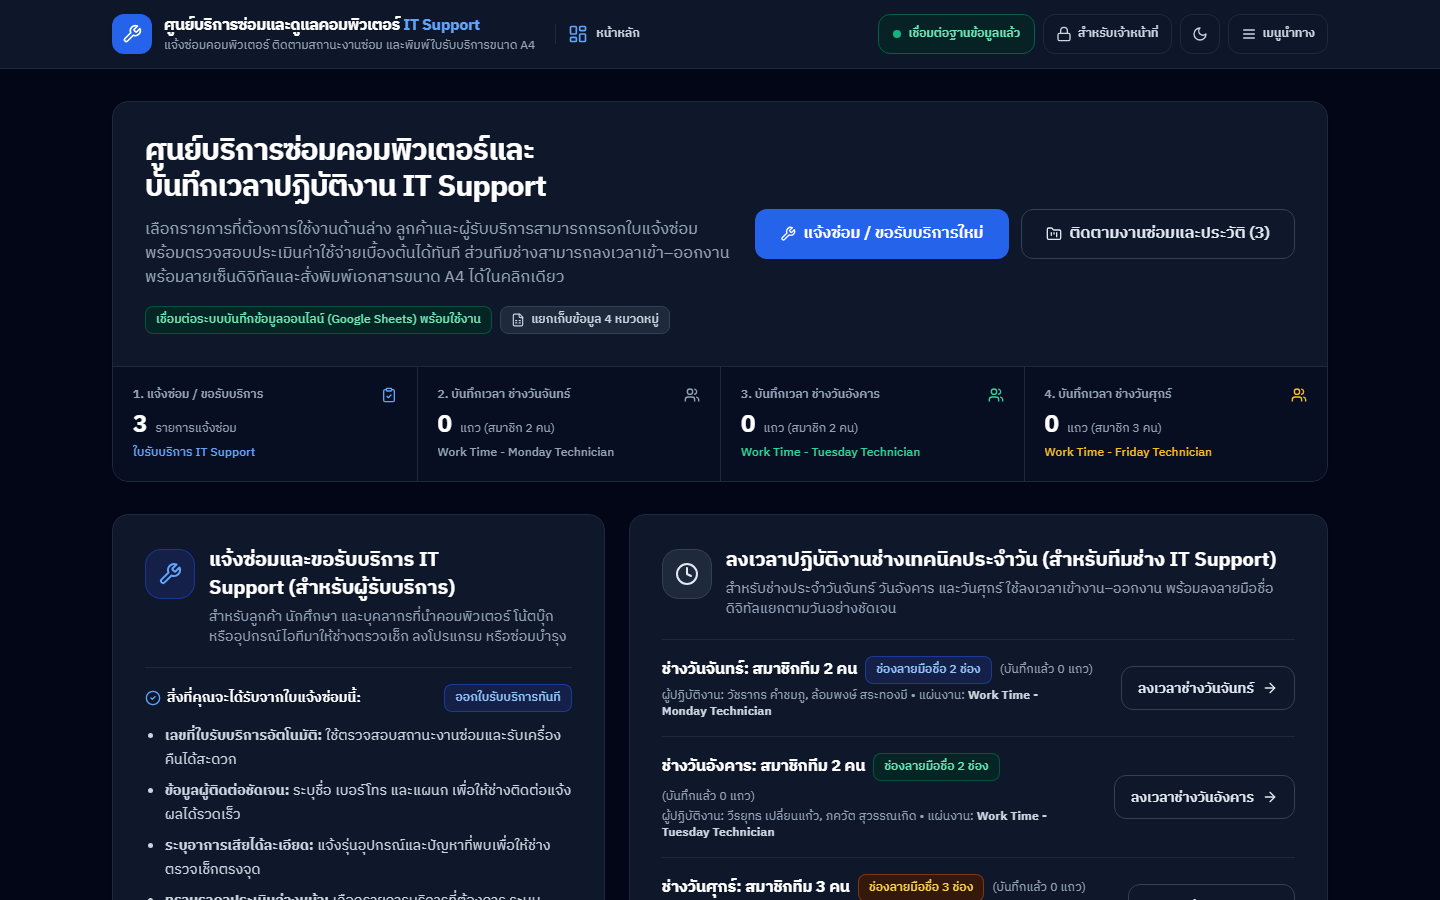 ศูนย์บริการซ่อมและดูแลคอมพิวเตอร์ IT Support
แจ้งซ่อมคอมพิวเตอร์ ติดตามสถานะงานซ่อม และพิมพ์ใบรับบริการขนาด A4
หน้าหลัก
เชื่อมต่อฐานข้อมูลแล้ว
สำหรับเจ้าหน้าที่
เมนูนำทาง
ศูนย์บริการซ่อมคอมพิวเตอร์และ
บันทึกเวลาปฏิบัติงาน IT Support
เลือกรายการที่ต้องการใช้งานด้านล่าง ลูกค้าและผู้รับบริการสามารถกรอกใบแจ้งซ่อม
พร้อมตรวจสอบประเมินค่าใช้จ่ายเบื้องต้นได้ทันที ส่วนทีมช่างสามารถลงเวลาเข้า–ออกงาน
พร้อมลายเซ็นดิจิทัลและสั่งพิมพ์เอกสารขนาด A4 ได้ในคลิกเดียว
แจ้งซ่อม / ขอรับบริการใหม่
ติดตามงานซ่อมและประวัติ (3)
เชื่อมต่อระบบบันทึกข้อมูลออนไลน์ (Google Sheets) พร้อมใช้งาน
แยกเก็บข้อมูล 4 หมวดหมู่
1. แจ้งซ่อม / ขอรับบริการ
3 รายการแจ้งซ่อม
ใบรับบริการ IT Support
2. บันทึกเวลา ช่างวันจันทร์
0 แถว (สมาชิก 2 คน)
Work Time - Monday Technician
3. บันทึกเวลา ช่างวันอังคาร
0 แถว (สมาชิก 2 คน)
Work Time - Tuesday Technician
4. บันทึกเวลา ช่างวันศุกร์
0 แถว (สมาชิก 3 คน)
Work Time - Friday Technician
แจ้งซ่อมและขอรับบริการ IT
Support (สำหรับผู้รับบริการ)
สำหรับลูกค้า นักศึกษา และบุคลากรที่นำคอมพิวเตอร์ โน้ตบุ๊ก
หรืออุปกรณ์ไอทีมาให้ช่างตรวจเช็ก ลงโปรแกรม หรือซ่อมบำรุง
สิ่งที่คุณจะได้รับจากใบแจ้งซ่อมนี้:
ออกใบรับบริการทันที
• เลขที่ใบรับบริการอัตโนมัติ: ใช้ตรวจสอบสถานะงานซ่อมและรับเครื่อง
คืนได้สะดวก
• ข้อมูลผู้ติดต่อชัดเจน: ระบุชื่อ เบอร์โทร และแผนก เพื่อให้ช่างติดต่อแจ้ง
ผลได้รวดเร็ว
• ระบุอาการเสียได้ละเอียด: แจ้งรุ่นอุปกรณ์และปัญหาที่พบเพื่อให้ช่าง
ตรวจเช็กตรงจุด
ลงเวลาปฏิบัติงานช่างเทคนิคประจำวัน (สำหรับทีมช่าง IT Support)
สำหรับช่างประจำวันจันทร์ วันอังคาร และวันศุกร์ ใช้ลงเวลาเข้างาน–ออกงาน พร้อมลงลายมือชื่อ
ดิจิทัลแยกตามวันอย่างชัดเจน
ช่างวันจันทร์: สมาชิกทีม 2 คน ช่องลายมือชื่อ 2 ช่อง (บันทึกแล้ว 0 แถว)
ผู้ปฏิบัติงาน: วัชรากร คำชมภู, ล้อมพงษ์ สระทองมี • แผ่นงาน: Work Time -
Monday Technician
ลงเวลาช่างวันจันทร์
ช่างวันอังคาร: สมาชิกทีม 2 คน ช่องลายมือชื่อ 2 ช่อง
(บันทึกแล้ว 0 แถว)
ผู้ปฏิบัติงาน: วีรยุทธ เปลี่ยนแก้ว, ภควัต สุวรรณเกิด • แผ่นงาน: Work Time -
Tuesday Technician
ลงเวลาช่างวันอังคาร
ช่างวันศุกร์: สมาชิกทีม 3 คน ช่องลายมือชื่อ 3 ช่อง (บันทึกแล้ว 0 แถว)